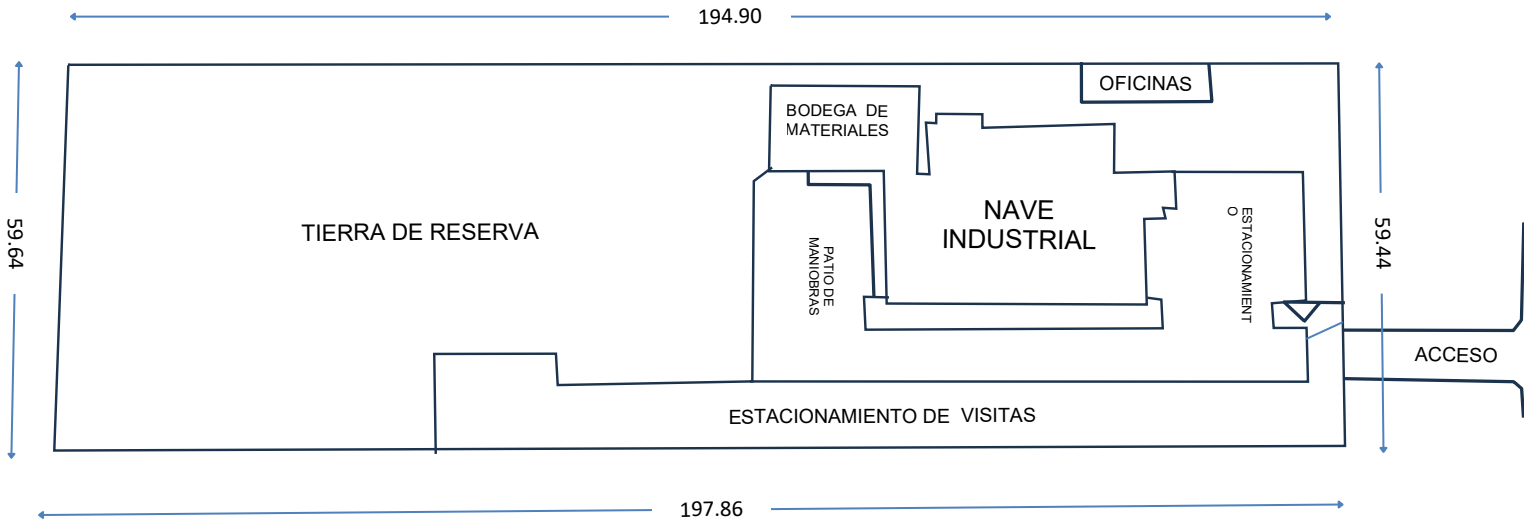 194.90
OFICINAS
BODEGA DE
MATERIALES
NAVE
INDUSTRIAL
TIERRA DE RESERVA
59.64
PATIO DE
MANIOBRAS
ESTACIONAMIENT
O
59.44
ACCESO
ESTACIONAMIENTO DE VISITAS
197.86